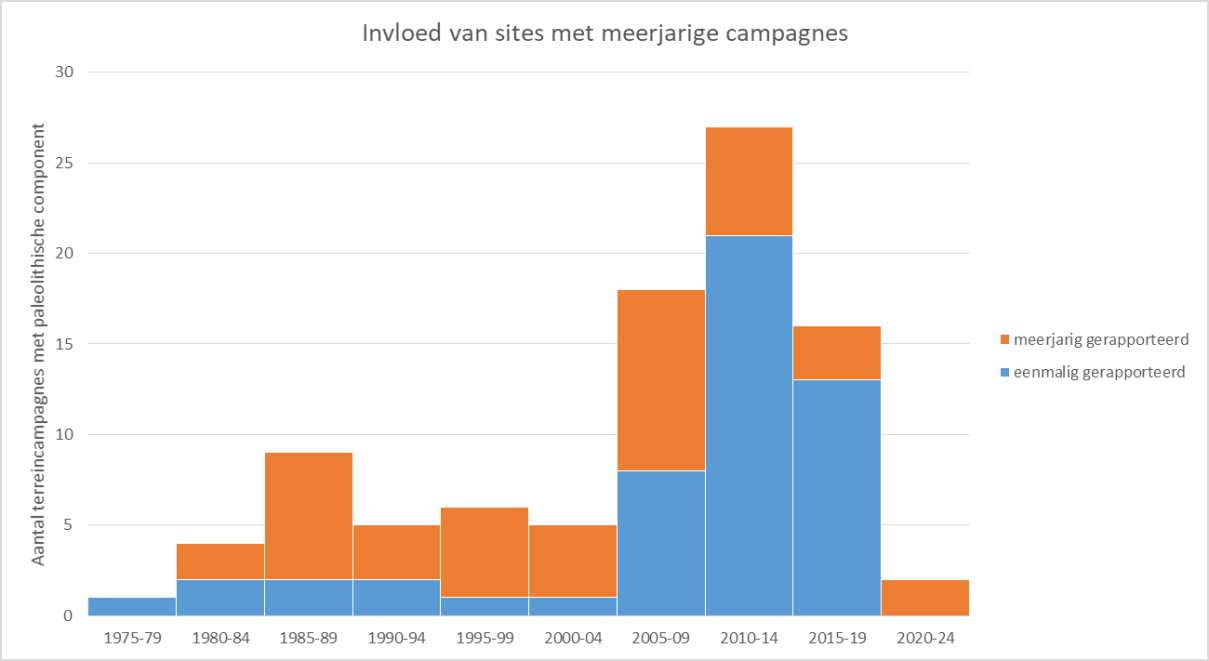 Invloed van sites met meerjarige campagnes
Aantal terreincampagnes met paleolithische component
30
25
20
15
10
5
0
1975-79 1980-84 1985-89 1990-94 1995-99 2000-04 2005-09 2010-14 2015-19 2020-24
meerjarig gerapporteerd
eenmalig gerapporteerd